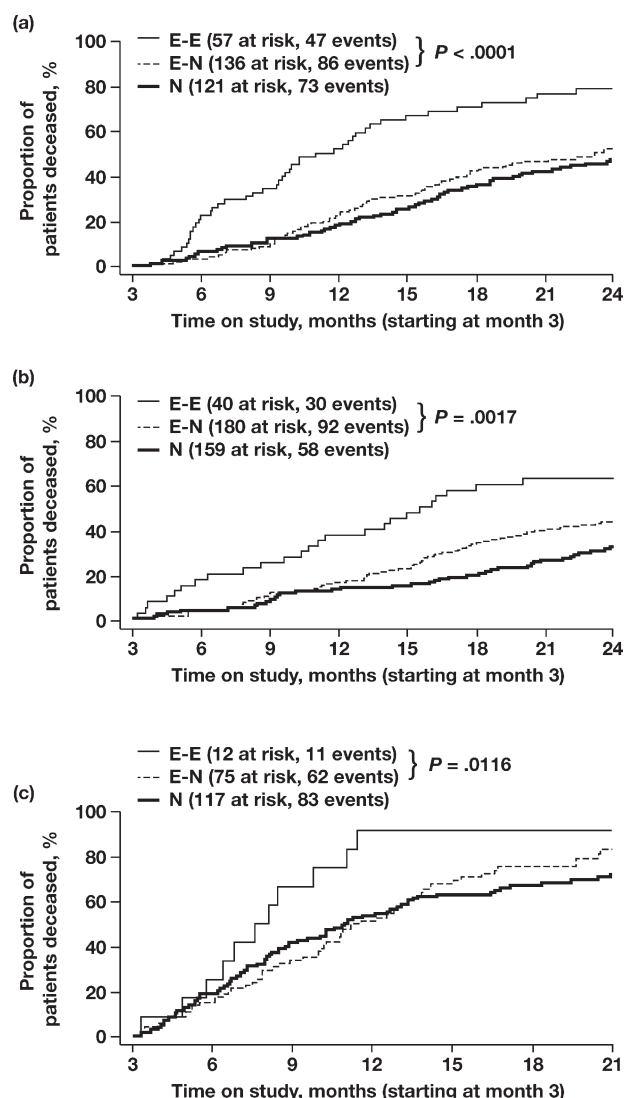 (a)
100
80
60
40
20
0
Proportion of
patients deceased, %
E-E (57 at risk, 47 events)
E-N (136 at risk, 86 events)
N (121 at risk, 73 events)
} P < .0001
3 6 9 12 15 18 21 24
Time on study, months (starting at month 3)
(b)
100
80
60
40
20
0
Proportion of
patients deceased, %
E-E (40 at risk, 30 events)
E-N (180 at risk, 92 events)
N (159 at risk, 58 events)
} P = .0017
3 6 9 12 15 18 21 24
Time on study, months (starting at month 3)
(c)
E-E (12 at risk, 11 events)
E-N (75 at risk, 62 events)
N (117 at risk, 83 events)
} P = .0116
100
80
60
40
20
0
Proportion of
patients deceased, %
3 6 9 12 15 18 21
Time on study, months (starting at month 3)